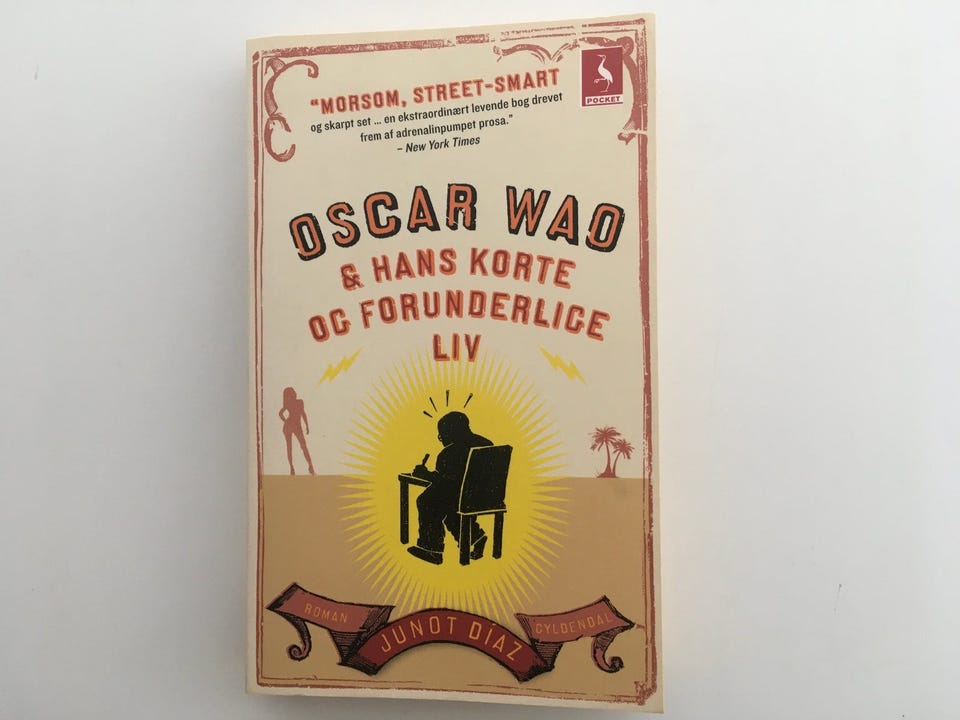 "MORSOM, STREET-SMART
og skarpt set ... en ekstraordinært levende bog drevet
frem af adrenalinpumpet prosa."
– New York Times
POCKET
OSCAR WAO
& HANS KORTE
OG FORUNDERLIGE
LIV
ROMAN
JUNOT DÍAZ
GYLDENDAL